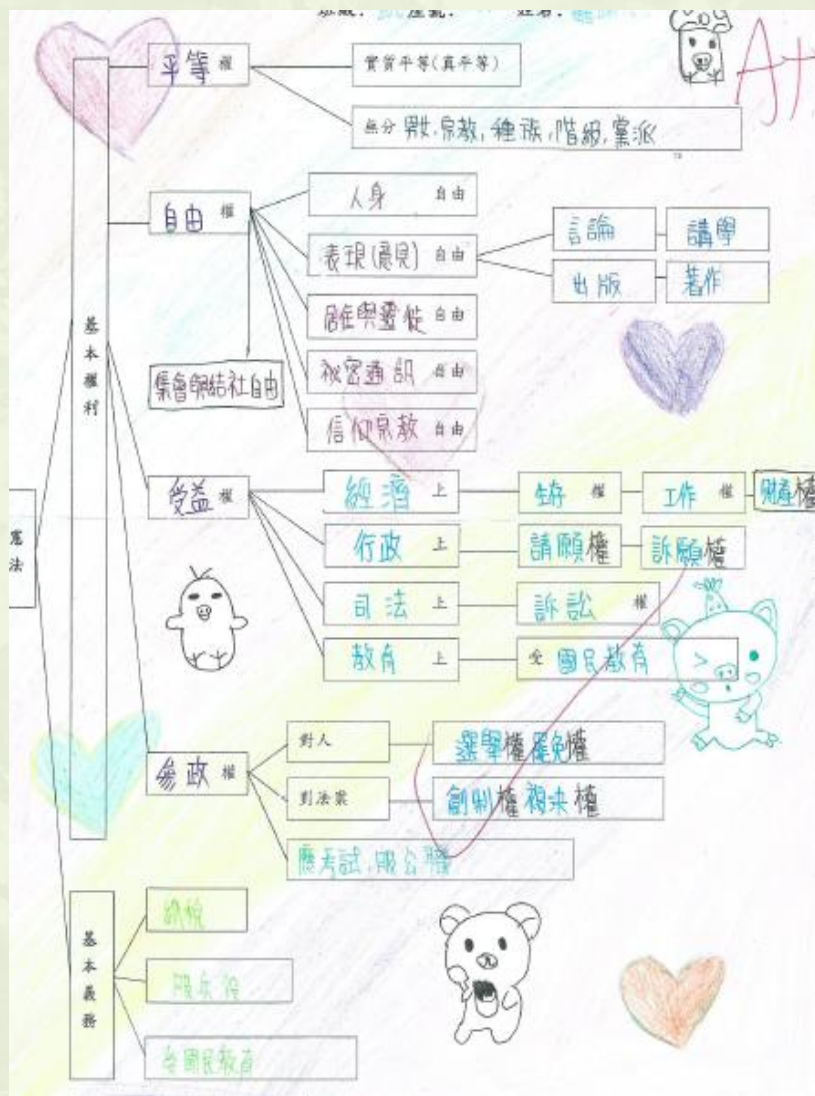 班級: 座號: 姓名:
A+
平等 權
實質平等(真平等)
無分 男女,宗教,種族,階級,黨派
自由 權
人身 自由
表現(意見) 自由
言論 講學
出版 著作
居住與遷徙 自由
秘密通訊 自由
集會與結社自由
信仰宗教 自由
基本權利
受益 權
經濟 上
生存 權
工作 權
財產權
憲法
行政 上
請願權
訴願權
司法 上
訴訟 權
教育 上
受 國民教育
參政 權
對人
選舉權 罷免權
對法案
創制權 複決權
應考試,服公職
基本義務
納稅
服兵役
受國民教育